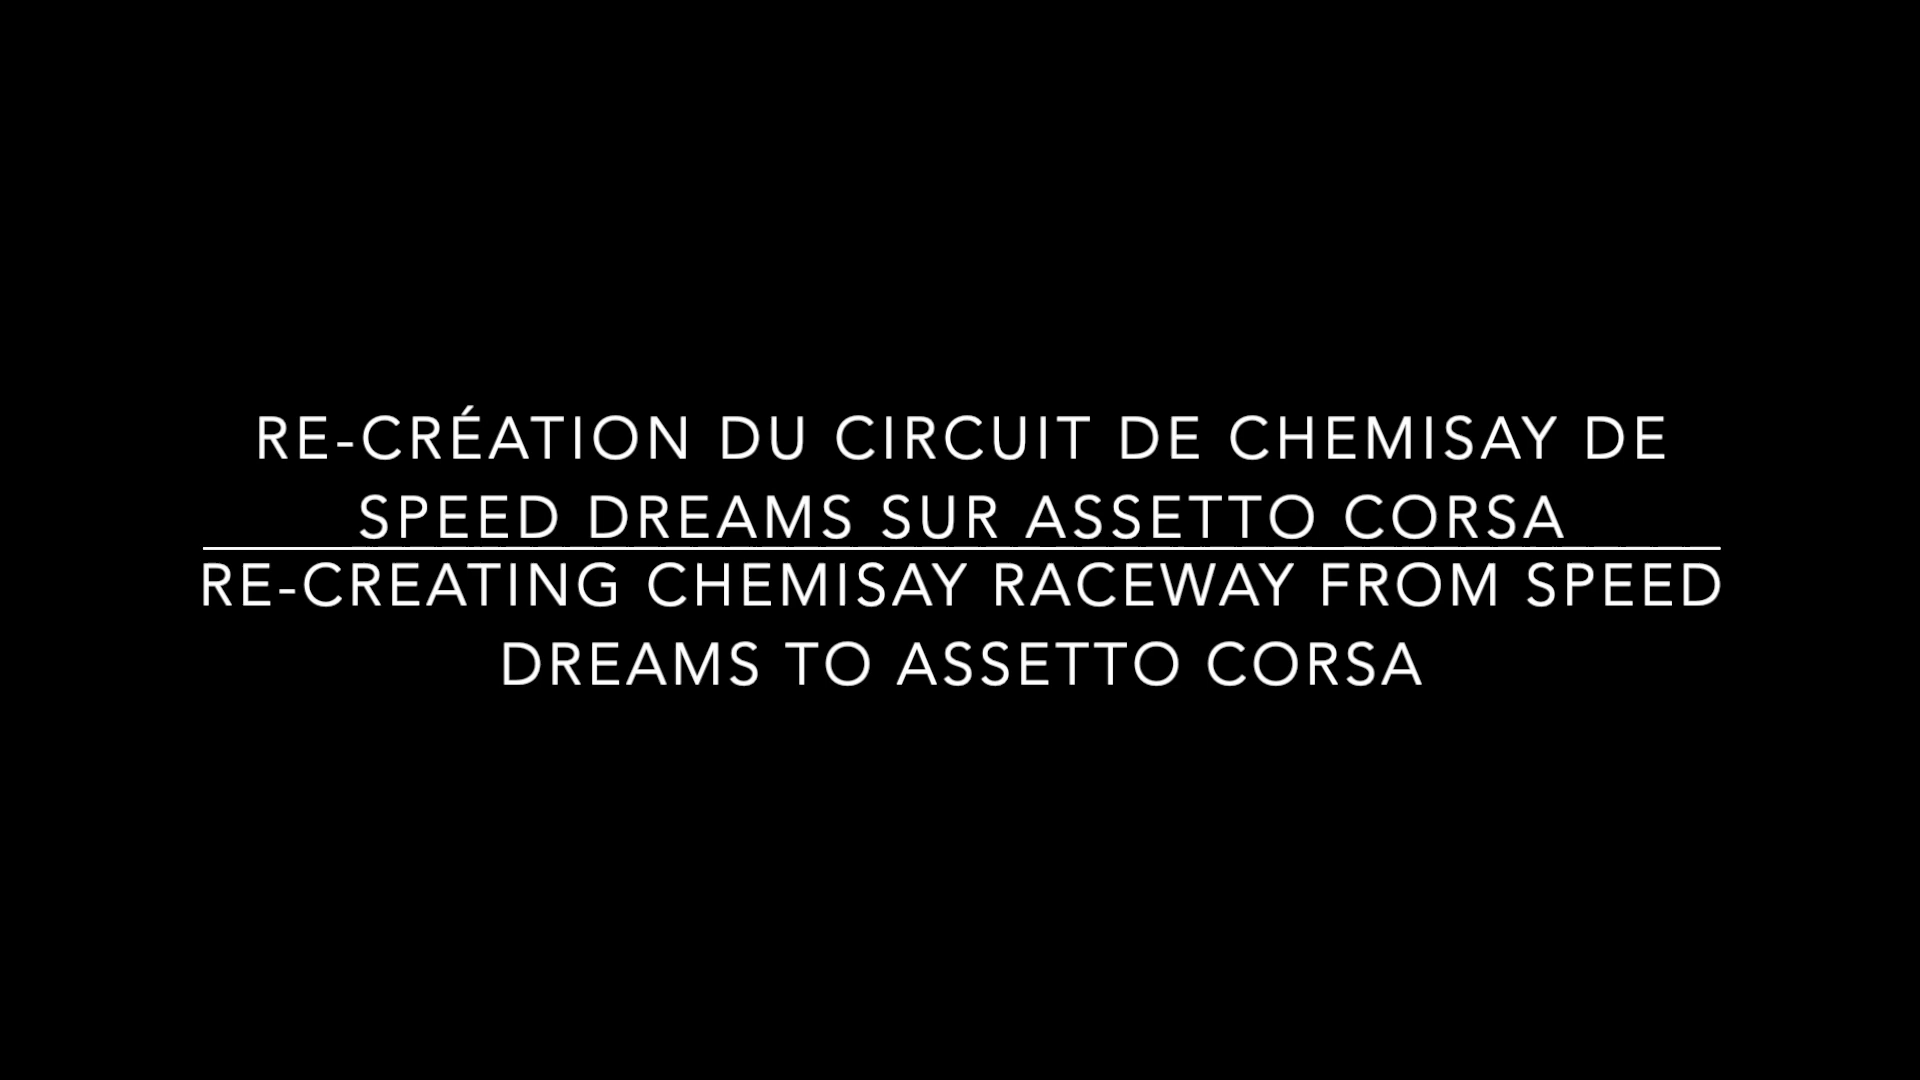 RE-CRÉATION DU CIRCUIT DE CHEMISAY DE
SPEED DREAMS SUR ASSETTO CORSA
RE-CREATING CHEMISAY RACEWAY FROM SPEED
DREAMS TO ASSETTO CORSA